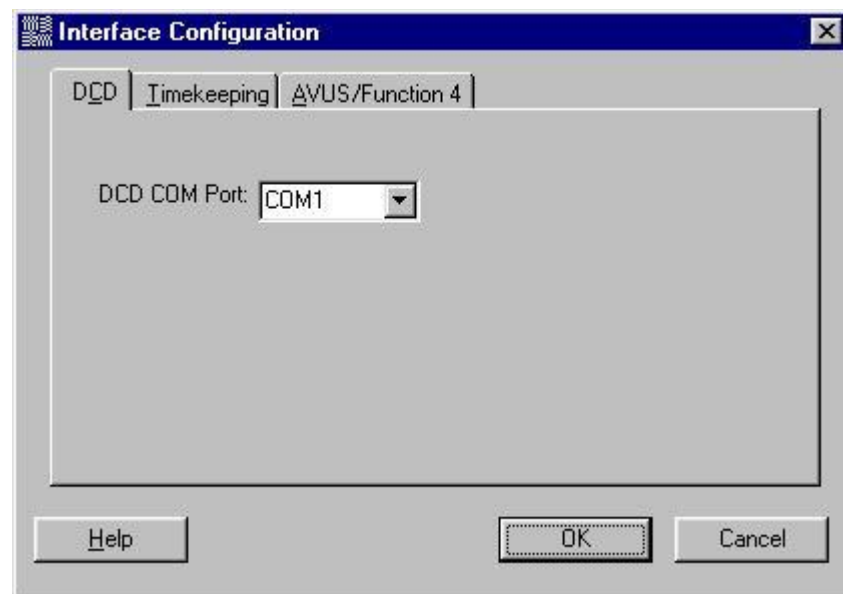 Interface Configuration
DCD Timekeeping AVUS/Function 4
DCD COM Port: COM1
Help OK Cancel